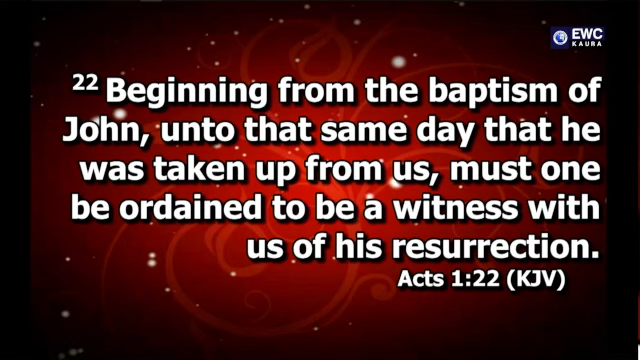 EWC
KAURA
22 Beginning from the baptism of
John, unto that same day that he
was taken up from us, must one
be ordained to be a witness with
us of his resurrection.
Acts 1:22 (KJV)